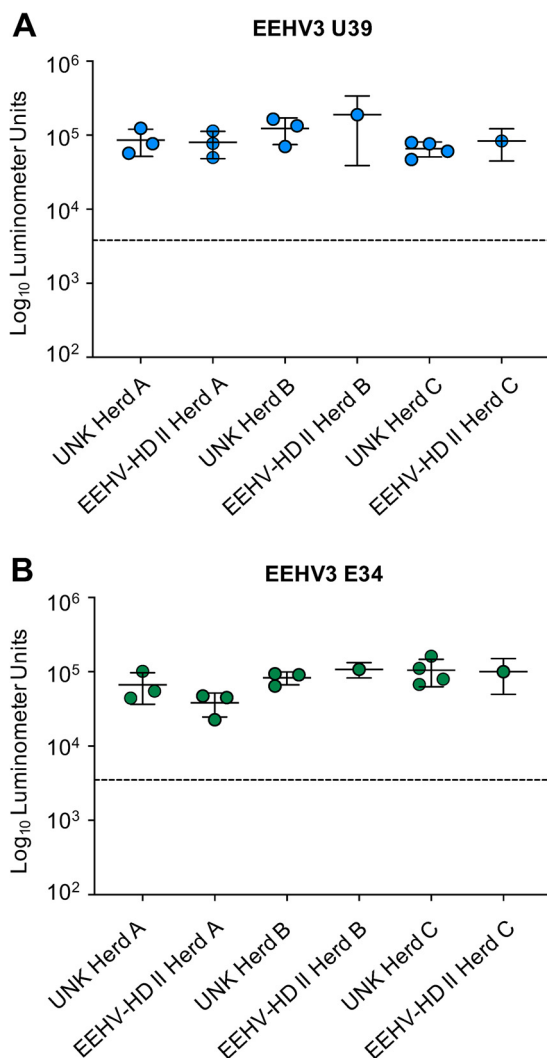 A
EEHV3 U39
Log₁₀ Luminometer Units
10⁶
10⁵
10⁴
10³
10²
UNK Herd A
EEHV-HD II Herd A
UNK Herd B
EEHV-HD II Herd B
UNK Herd C
EEHV-HD II Herd C
B
EEHV3 E34
Log₁₀ Luminometer Units
10⁶
10⁵
10⁴
10³
10²
UNK Herd A
EEHV-HD II Herd A
UNK Herd B
EEHV-HD II Herd B
UNK Herd C
EEHV-HD II Herd C